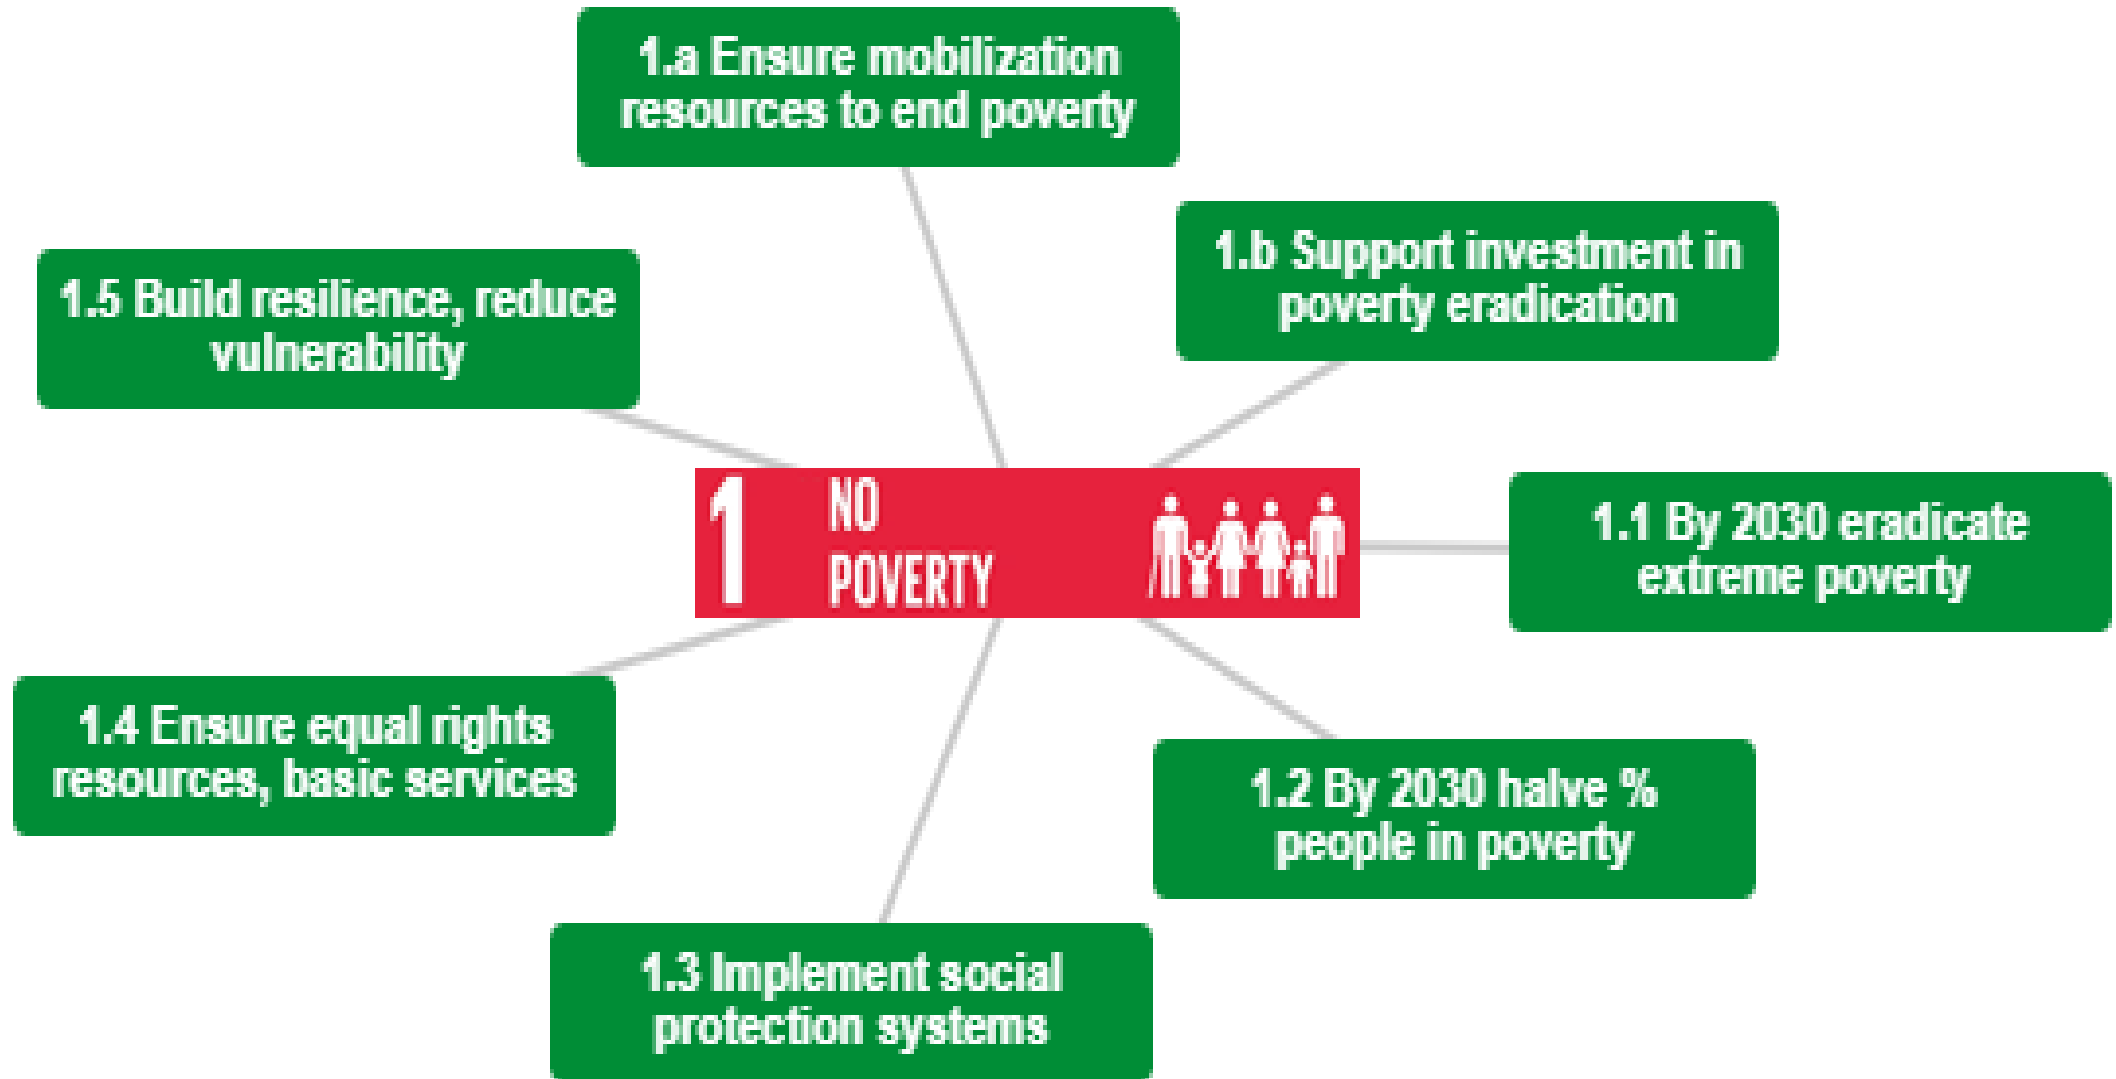 1.a Ensure mobilization
resources to end poverty
1.b Support investment in
poverty eradication
1.5 Build resilience, reduce
vulnerability
1
NO
POVERTY
1.1 By 2030 eradicate
extreme poverty
1.4 Ensure equal rights
resources, basic services
1.2 By 2030 halve %
people in poverty
1.3 Implement social
protection systems